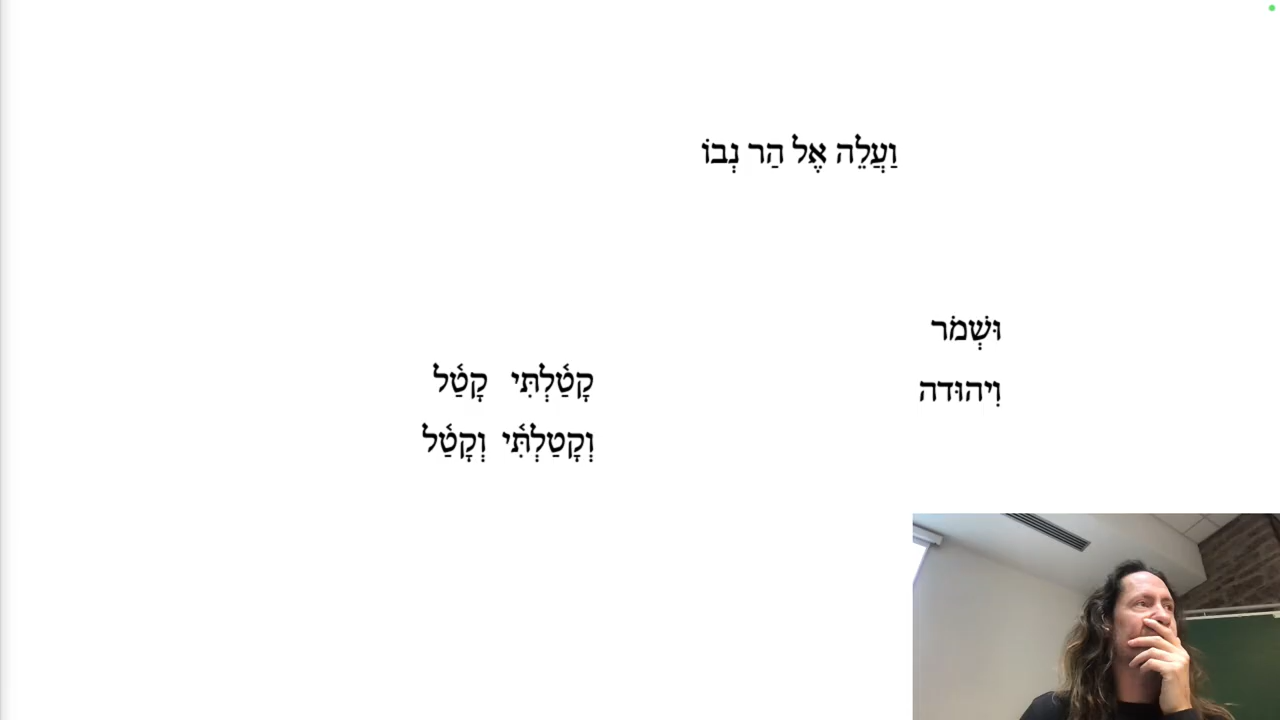 וַעֲלֵה אֶל הַר נְבוֹ
וּשְׁמֹר
וִיהוּדה
קָטַ֫לְתִּי קָטַ֫ל
וְקָטַלְתִּ֫י וְקָטַ֫ל